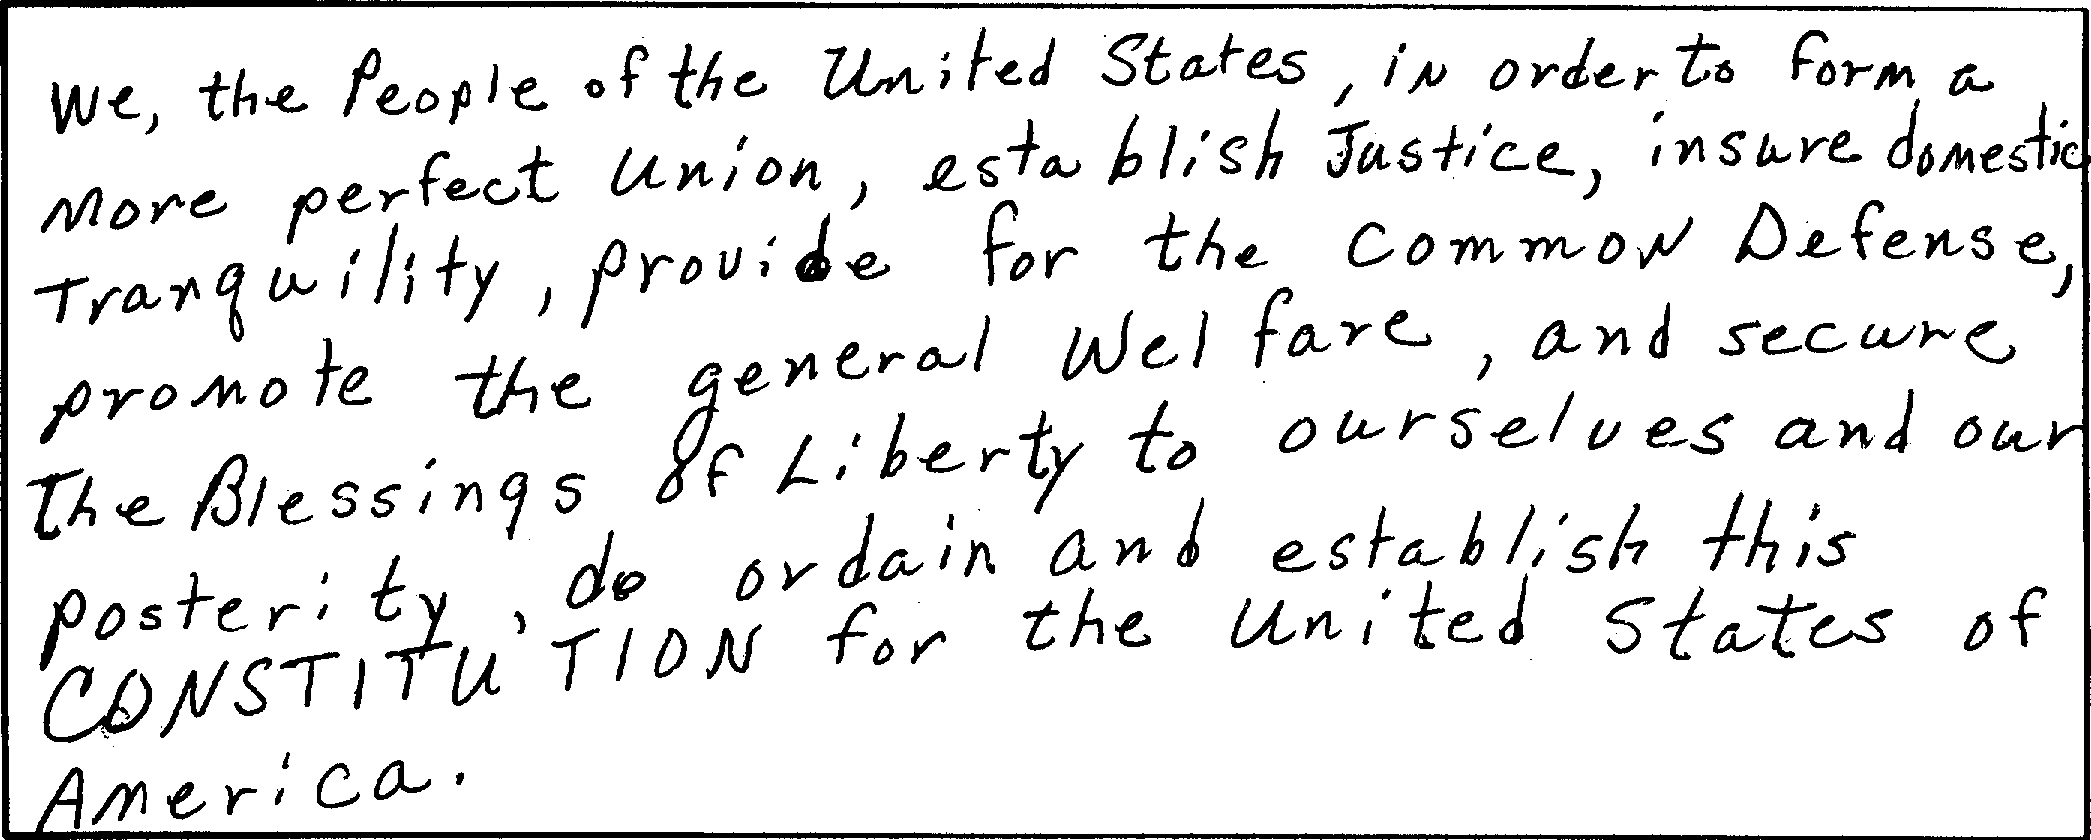 We, the People of the United States, in order to form a
more perfect Union, establish Justice, insure domestic
Tranquility, provide for the common Defense,
promote the general Welfare, and secure
The Blessings of Liberty to ourselves and our
posterity, do ordain and establish this
CONSTITUTION for the United States of
America.